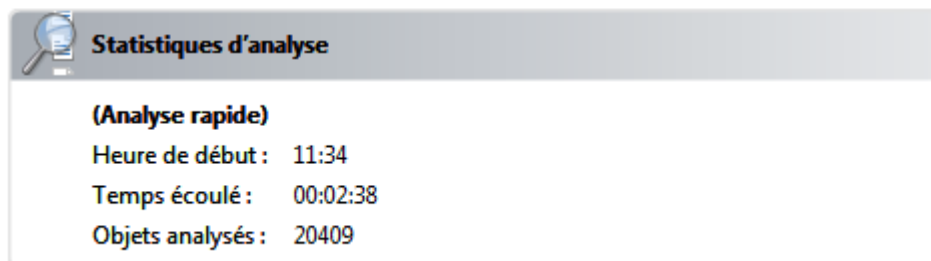 Statistiques d'analyse
(Analyse rapide)
Heure de début : 11:34
Temps écoulé : 00:02:38
Objets analysés : 20409